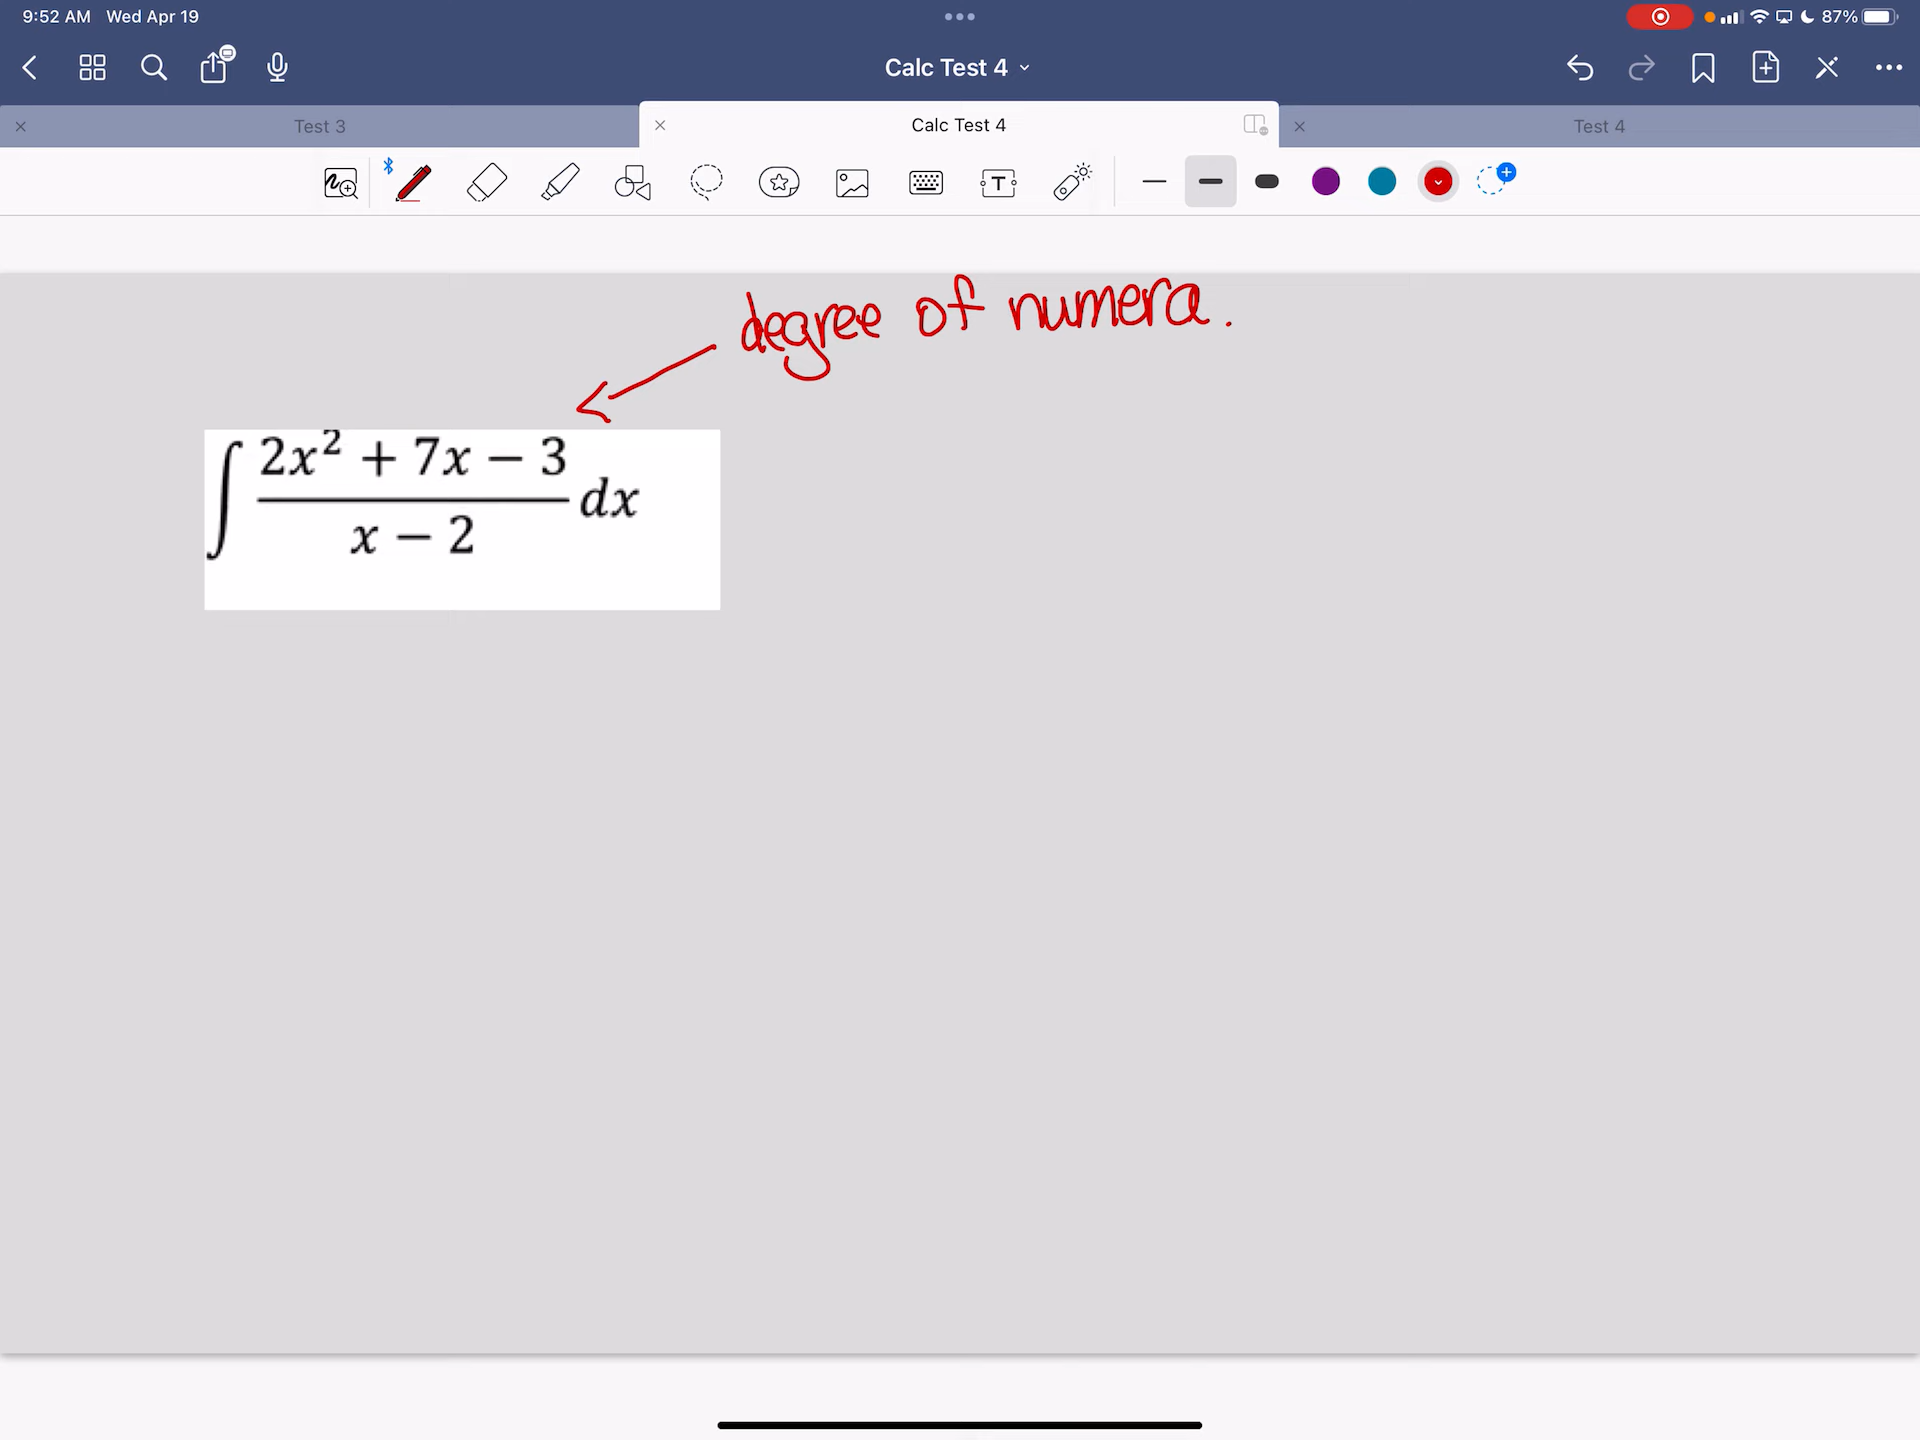 9:52 AM Wed Apr 19
87%
Calc Test 4
Test 3
Calc Test 4
Test 4
T
degree of numera.
∫ (2x² + 7x − 3)/(x − 2) dx